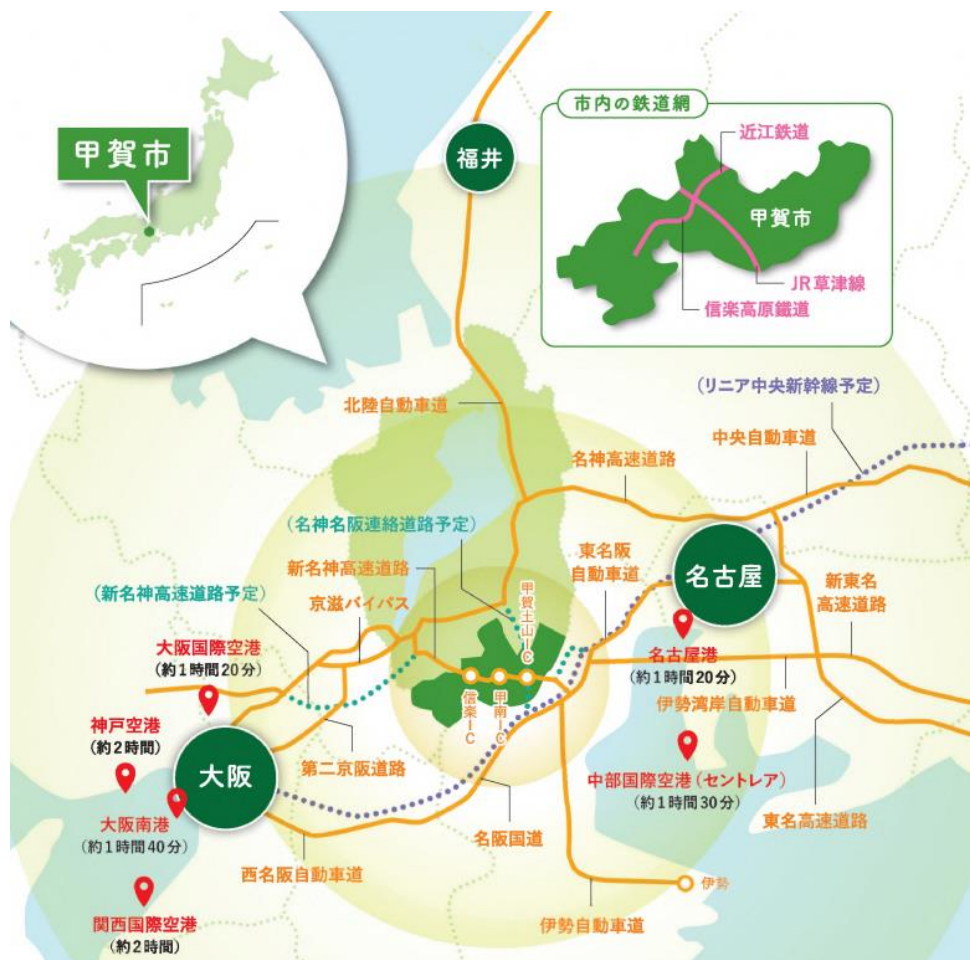 甲賀市
福井
市内の鉄道網
近江鉄道
甲賀市
JR草津線
信楽高原鐵道
(リニア中央新幹線予定)
北陸自動車道
中央自動車道
名神高速道路
(名神名阪連絡道路予定)
東名阪
自動車道
名古屋
新名神高速道路
甲賀土山IC
新東名
高速道路
(新名神高速道路予定)
京滋バイパス
大阪国際空港
(約1時間20分)
名古屋港
(約1時間20分)
伊勢湾岸自動車道
信楽IC
甲南IC
神戸空港
(約2時間)
大阪
第二京阪道路
中部国際空港(セントレア)
(約1時間30分)
大阪南港
(約1時間40分)
名阪国道
東名高速道路
西名阪自動車道
伊勢
関西国際空港
(約2時間)
伊勢自動車道